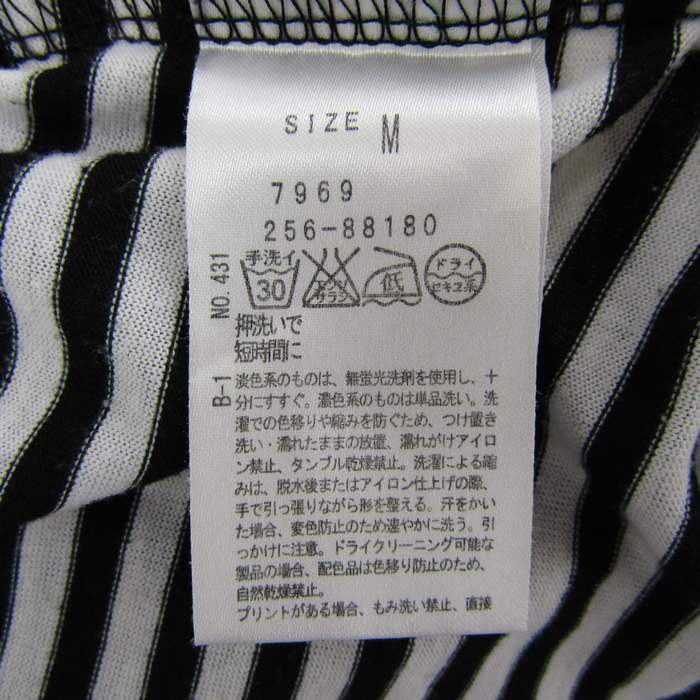 SIZE M
7969
256-88180
NO. 431
手洗イ
30
エンソ
サラシ
低
ドライ
セキユ系
押洗いで
短時間に
B-1
淡色系のものは、無蛍光洗剤を使用し、十
分にすすぐ。濃色系のものは単品洗い。洗
濯での色移りや縮みを防ぐため、つけ置き
洗い・濡れたままの放置、濡れがけアイロ
ン禁止、タンブル乾燥禁止。洗濯による縮
みは、脱水後またはアイロン仕上げの際、
手で引っ張りながら形を整える。汗をかい
た場合、変色防止のため速やかに洗う。引
っかけに注意。ドライクリーニング可能な
製品の場合、配色品は色移り防止のため、
自然乾燥禁止。
プリントがある場合、もみ洗い禁止、直接